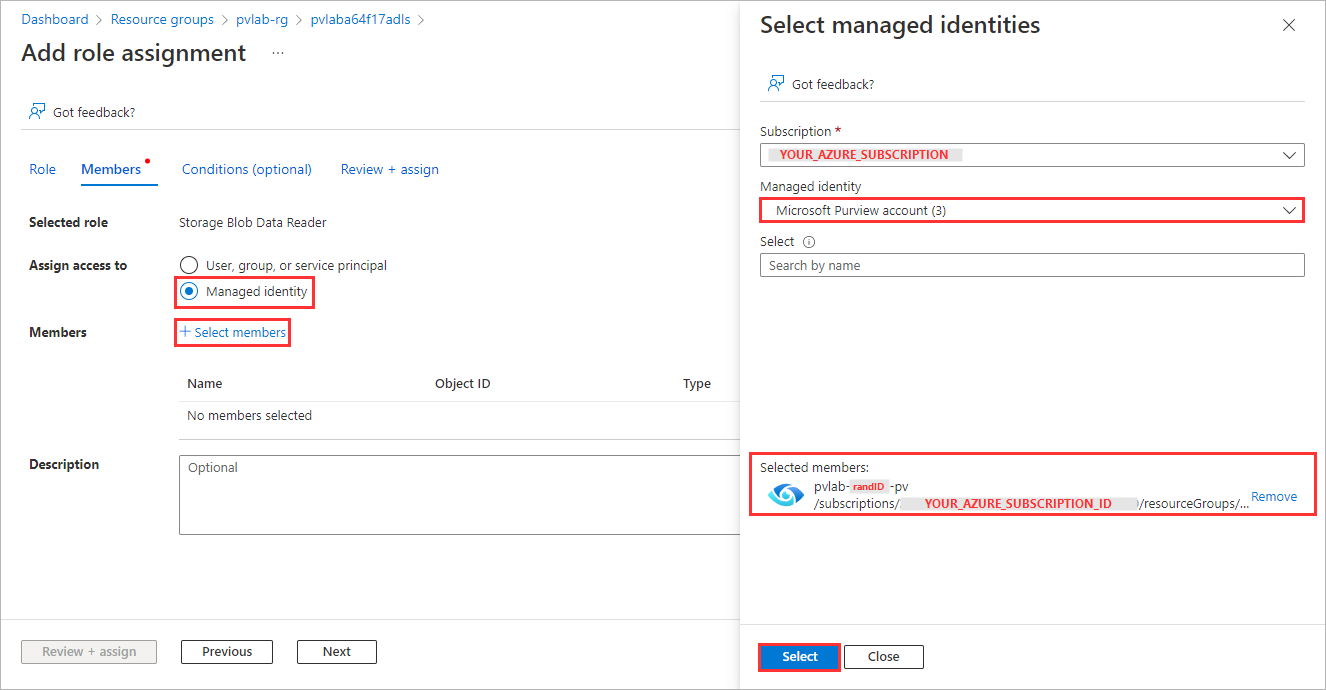 Dashboard > Resource groups > pvlab-rg > pvlaba64f17adls >
Add role assignment ...
Got feedback?
Role Members Conditions (optional) Review + assign
Selected role Storage Blob Data Reader
Assign access to User, group, or service principal
Managed identity
Members + Select members
Name Object ID Type
No members selected
Description Optional
Review + assign Previous Next
Select managed identities
Got feedback?
Subscription *
YOUR_AZURE_SUBSCRIPTION
Managed identity
Microsoft Purview account (3)
Select
Search by name
Selected members:
pvlab-randID-pv
/subscriptions/YOUR_AZURE_SUBSCRIPTION_ID/resourceGroups/... Remove
Select Close